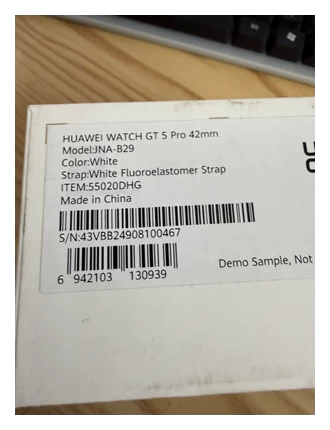 HUAWEI WATCH GT 5 Pro 42mm
Model:JNA-B29
Color:White
Strap:White Fluoroelastomer Strap
ITEM:55020DHG
Made in China
S/N:43VBB24908100467
6 942103 130939
Demo Sample, Not